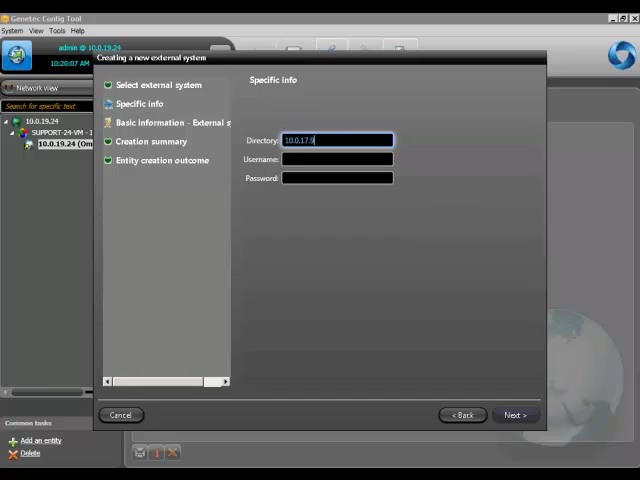 Genetec Config Tool
System View Tools Help
admin @ 10.0.19.24
10:20:07 AM
Network view
Search for specific text
10.0.19.24
SUPPORT-24-VM - I
10.0.19.24 (Om
Common tasks
Add an entity
Delete
Creating a new external system
Select external system
Specific info
Basic information - External s
Creation summary
Entity creation outcome
Specific info
Directory: 10.0.17.9
Username:
Password:
Cancel
< Back
Next >